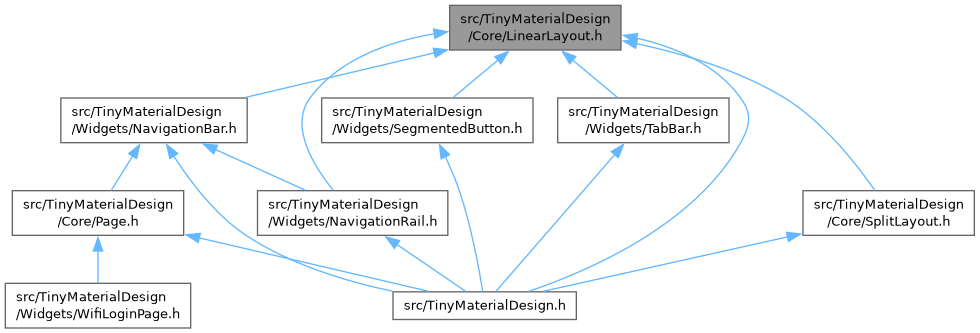 src/TinyMaterialDesign
/Core/LinearLayout.h
src/TinyMaterialDesign
/Widgets/NavigationBar.h
src/TinyMaterialDesign
/Widgets/SegmentedButton.h
src/TinyMaterialDesign
/Widgets/TabBar.h
src/TinyMaterialDesign
/Core/Page.h
src/TinyMaterialDesign
/Widgets/NavigationRail.h
src/TinyMaterialDesign
/Core/SplitLayout.h
src/TinyMaterialDesign
/Widgets/WifiLoginPage.h
src/TinyMaterialDesign.h